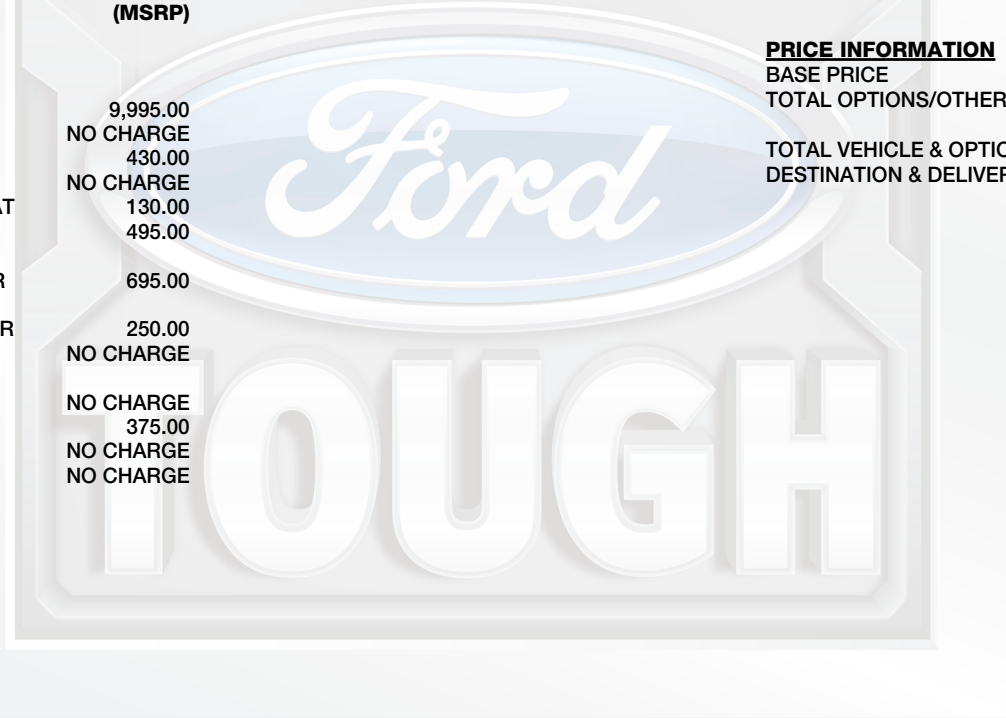 (MSRP)
9,995.00
NO CHARGE
430.00
NO CHARGE
AT 130.00
495.00
R 695.00
R 250.00
NO CHARGE
NO CHARGE
375.00
NO CHARGE
NO CHARGE
PRICE INFORMATION
BASE PRICE
TOTAL OPTIONS/OTHER
TOTAL VEHICLE & OPTIO
DESTINATION & DELIVER
Ford
TOUGH